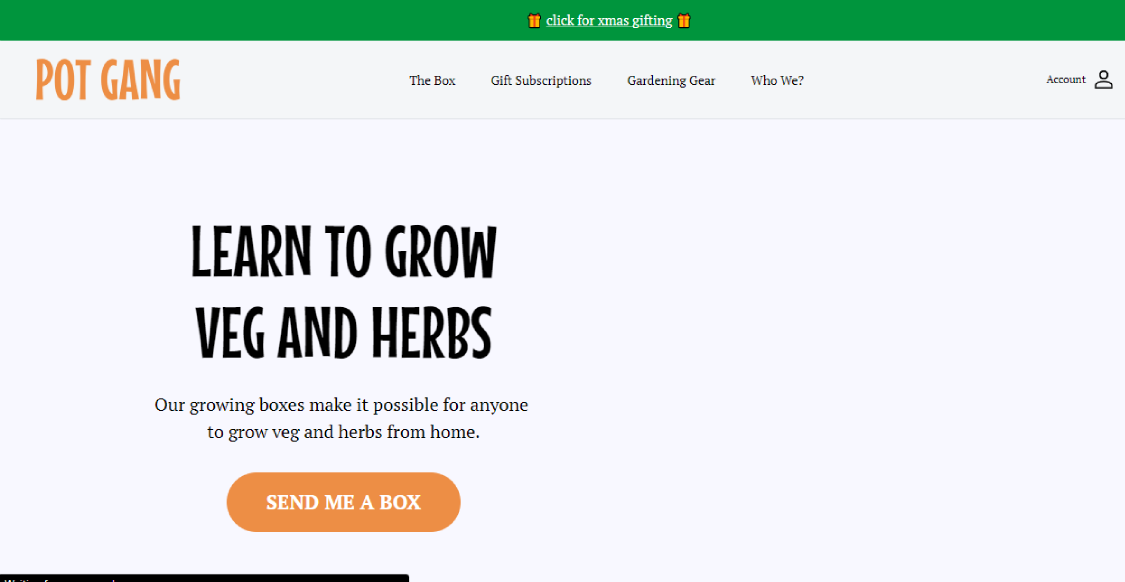 click for xmas gifting
POT GANG
The Box
Gift Subscriptions
Gardening Gear
Who We?
Account
LEARN TO GROW
VEG AND HERBS
Our growing boxes make it possible for anyone
to grow veg and herbs from home.
SEND ME A BOX